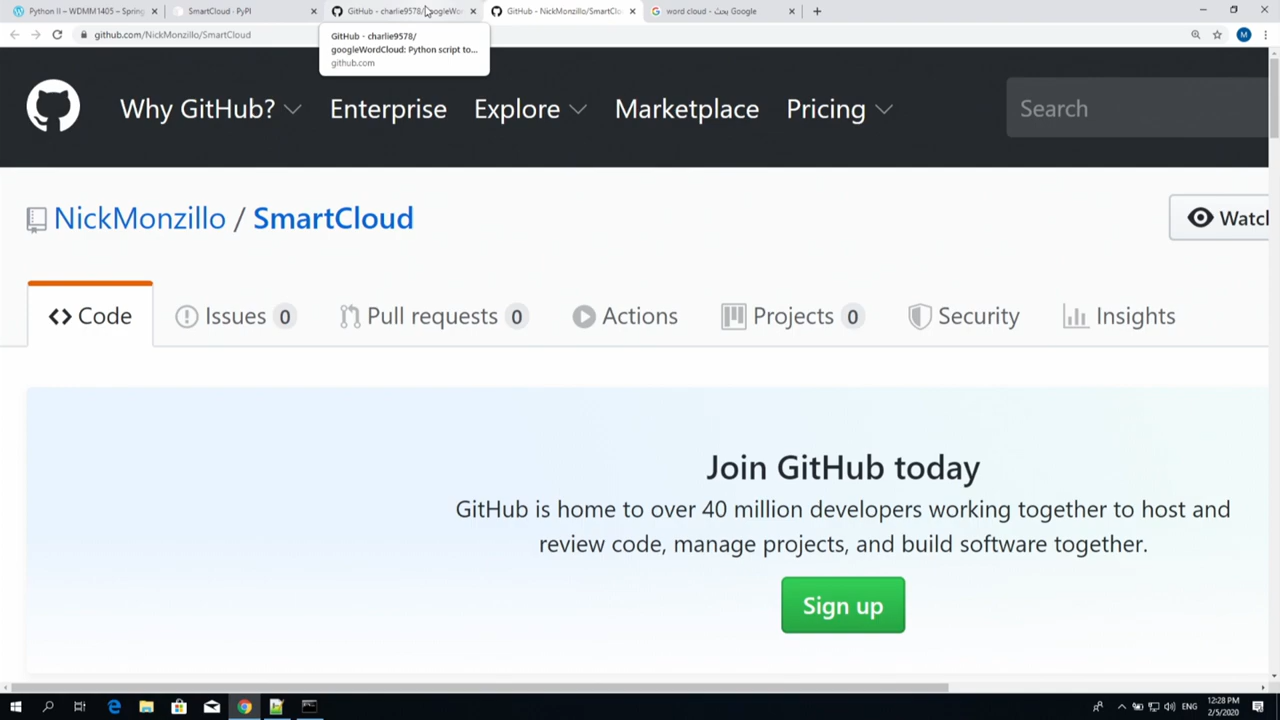 Python II – WDMM1405 – Spring
SmartCloud · PyPI
GitHub - charlie9578/googleWor
GitHub - NickMonzillo/SmartClo
word cloud - بحث Google
github.com/NickMonzillo/SmartCloud
M
GitHub - charlie9578/
googleWordCloud: Python script to...
github.com
Why GitHub?
Enterprise
Explore
Marketplace
Pricing
Search
NickMonzillo / SmartCloud
Watch
Code
Issues 0
Pull requests 0
Actions
Projects 0
Security
Insights
Join GitHub today
GitHub is home to over 40 million developers working together to host and
review code, manage projects, and build software together.
Sign up
ENG
12:28 PM
2/5/2020